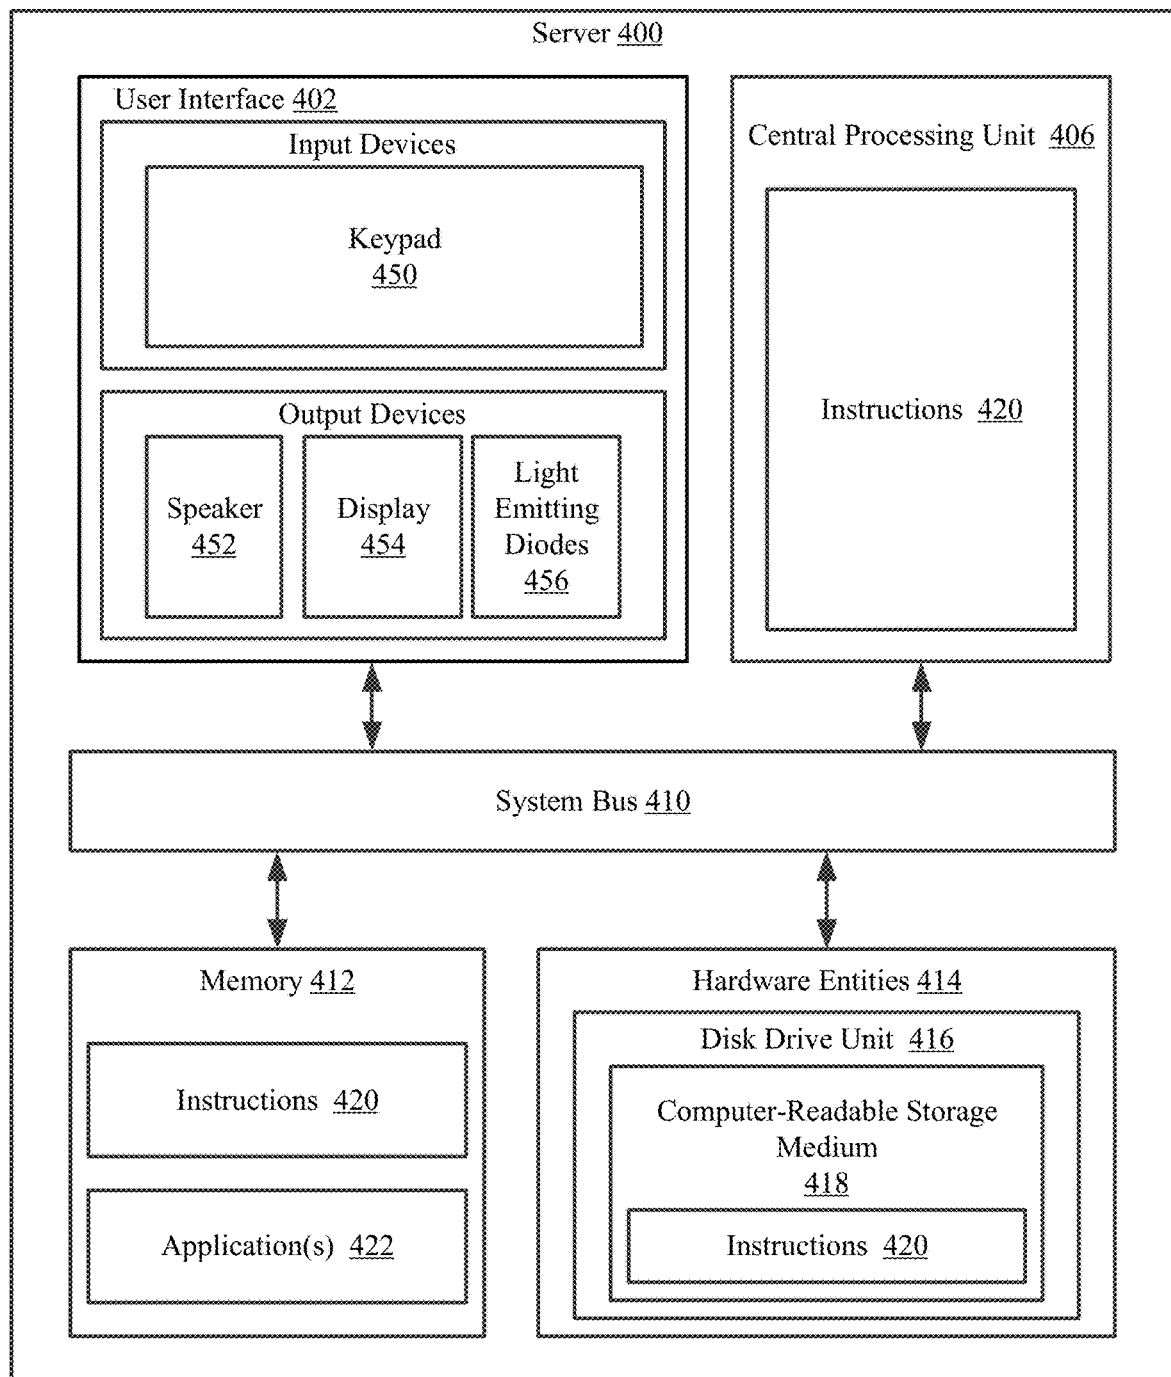 Server 400
User Interface 402
Input Devices
Keypad
450
Output Devices
Speaker
452
Display
454
Light
Emitting
Diodes
456
Central Processing Unit 406
Instructions 420
System Bus 410
Memory 412
Instructions 420
Application(s) 422
Hardware Entities 414
Disk Drive Unit 416
Computer-Readable Storage
Medium
418
Instructions 420